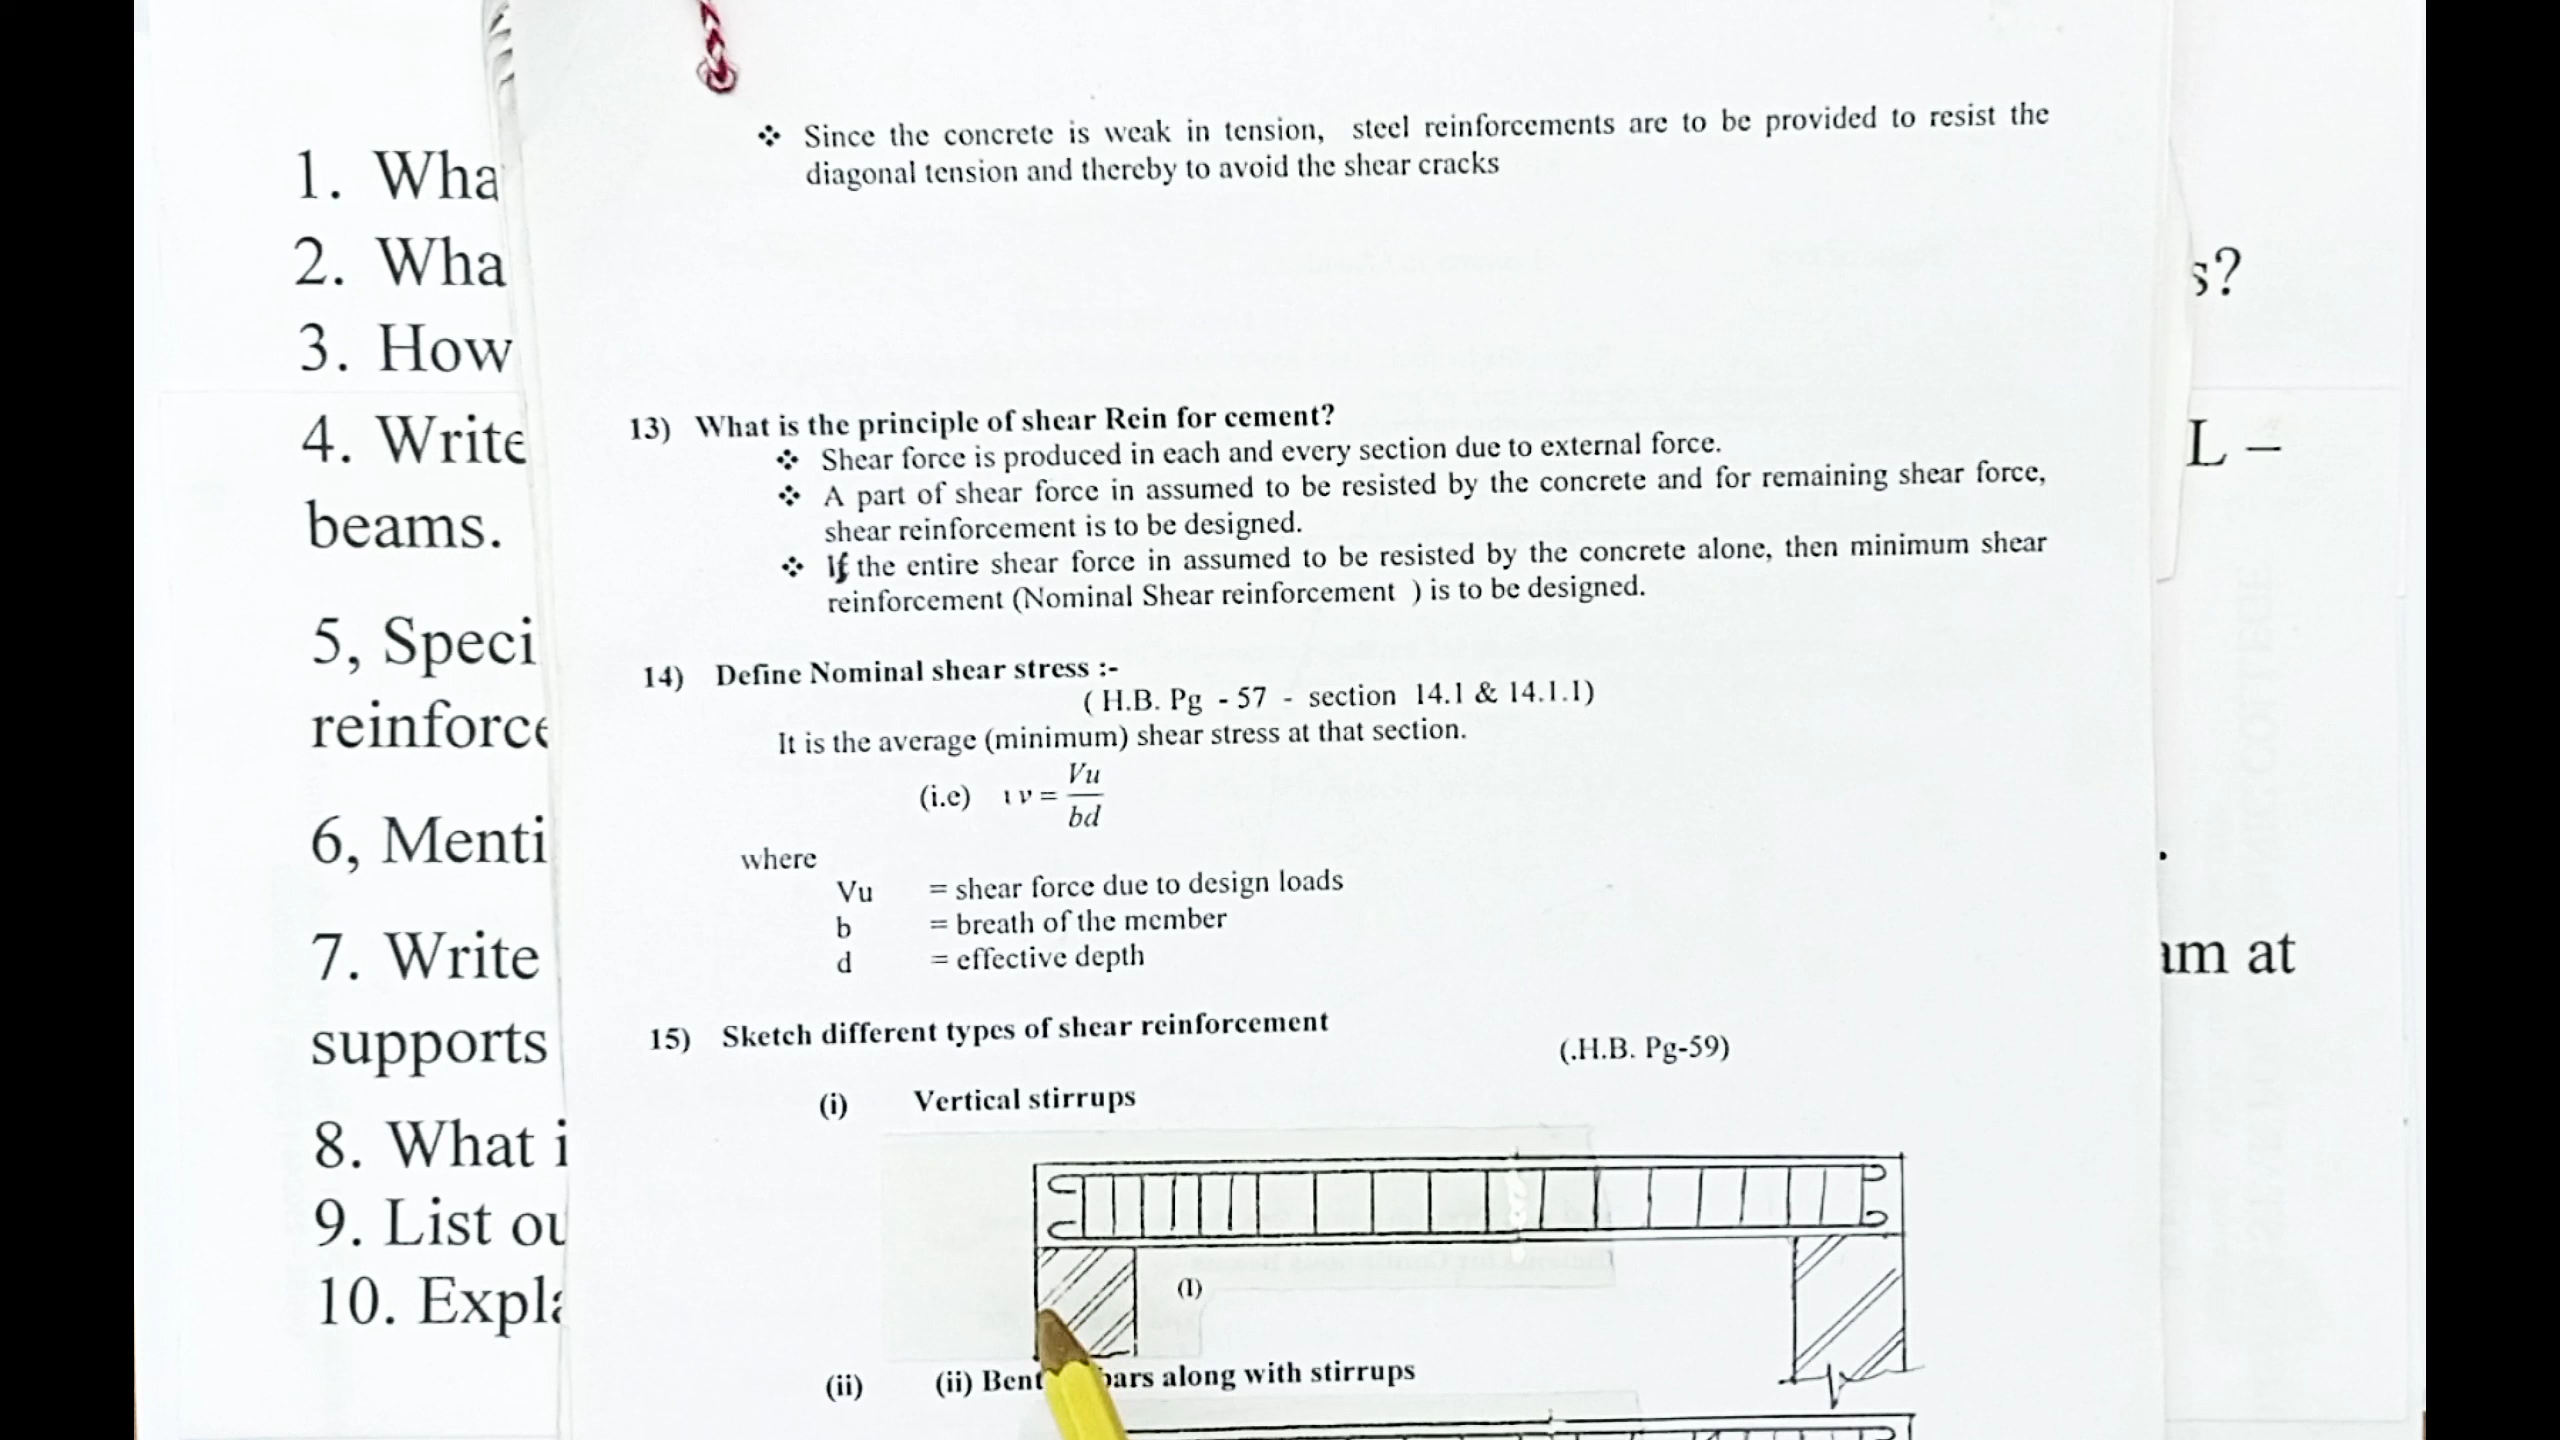 ❖ Since the concrete is weak in tension, steel reinforcements are to be provided to resist the
diagonal tension and thereby to avoid the shear cracks
13) What is the principle of shear Rein for cement?
❖ Shear force is produced in each and every section due to external force.
❖ A part of shear force in assumed to be resisted by the concrete and for remaining shear force,
shear reinforcement is to be designed.
❖ If the entire shear force in assumed to be resisted by the concrete alone, then minimum shear
reinforcement (Nominal Shear reinforcement ) is to be designed.
14) Define Nominal shear stress :-
( H.B. Pg - 57 - section 14.1 & 14.1.1)
It is the average (minimum) shear stress at that section.
(i.e) ι v = Vu
bd
where
Vu = shear force due to design loads
b = breath of the member
d = effective depth
15) Sketch different types of shear reinforcement
(.H.B. Pg-59)
(i) Vertical stirrups
(I)
(ii) (ii) Bent bars along with stirrups
1. Wha
2. Wha s?
3. How
4. Write L –
beams.
5, Speci
reinforce
6, Menti .
7. Write am at
supports
8. What i
9. List ou
10. Expla